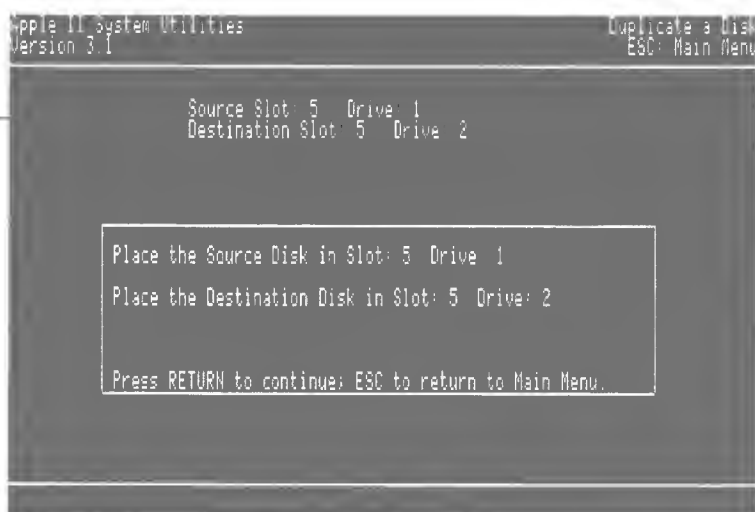 Apple II System Utilities
Duplicate a Disk
Version 3.1
ESC: Main Menu
Source Slot: 5 Drive: 1
Destination Slot: 5 Drive: 2
Place the Source Disk in Slot: 5 Drive: 1
Place the Destination Disk in Slot: 5 Drive: 2
Press RETURN to continue; ESC to return to Main Menu.